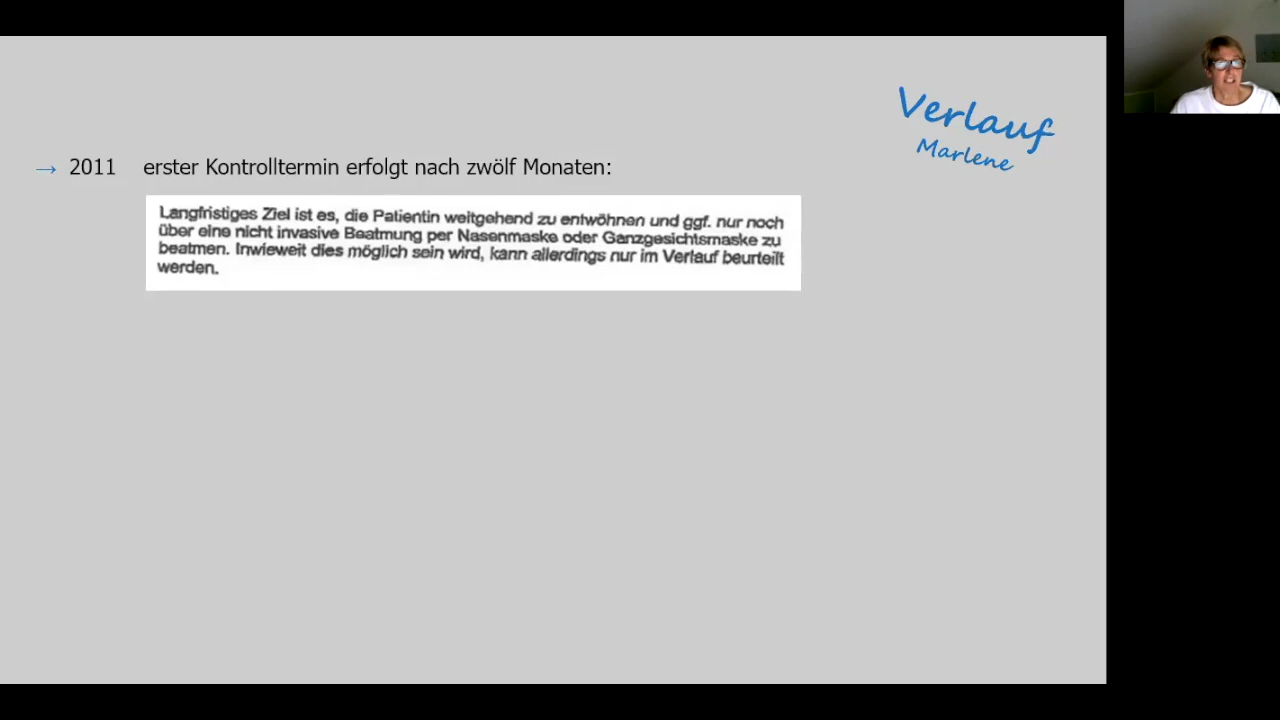 Verlauf
Marlene
→ 2011 erster Kontrolltermin erfolgt nach zwölf Monaten:
Langfristiges Ziel ist es, die Patientin weitgehend zu entwöhnen und ggf. nur noch
über eine nicht invasive Beatmung per Nasenmaske oder Ganzgesichtsmaske zu
beatmen. Inwieweit dies möglich sein wird, kann allerdings nur im Verlauf beurteilt
werden.